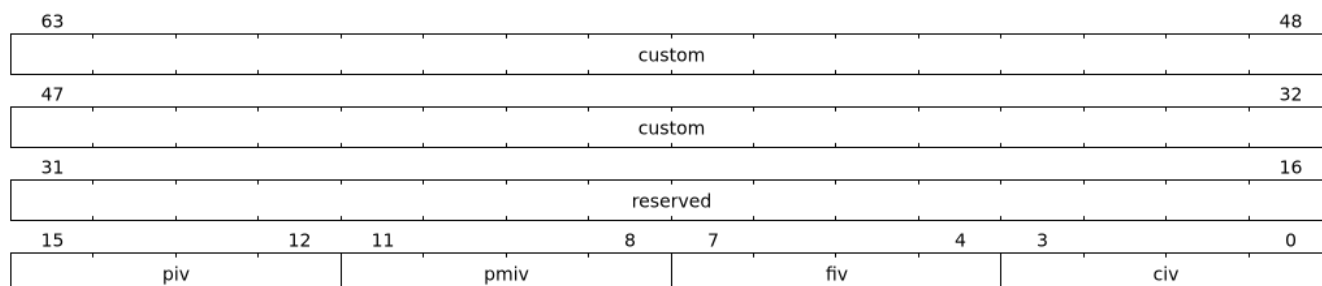 63 48
custom
47 32
custom
31 16
reserved
15 12 11 8 7 4 3 0
piv pmiv fiv civ